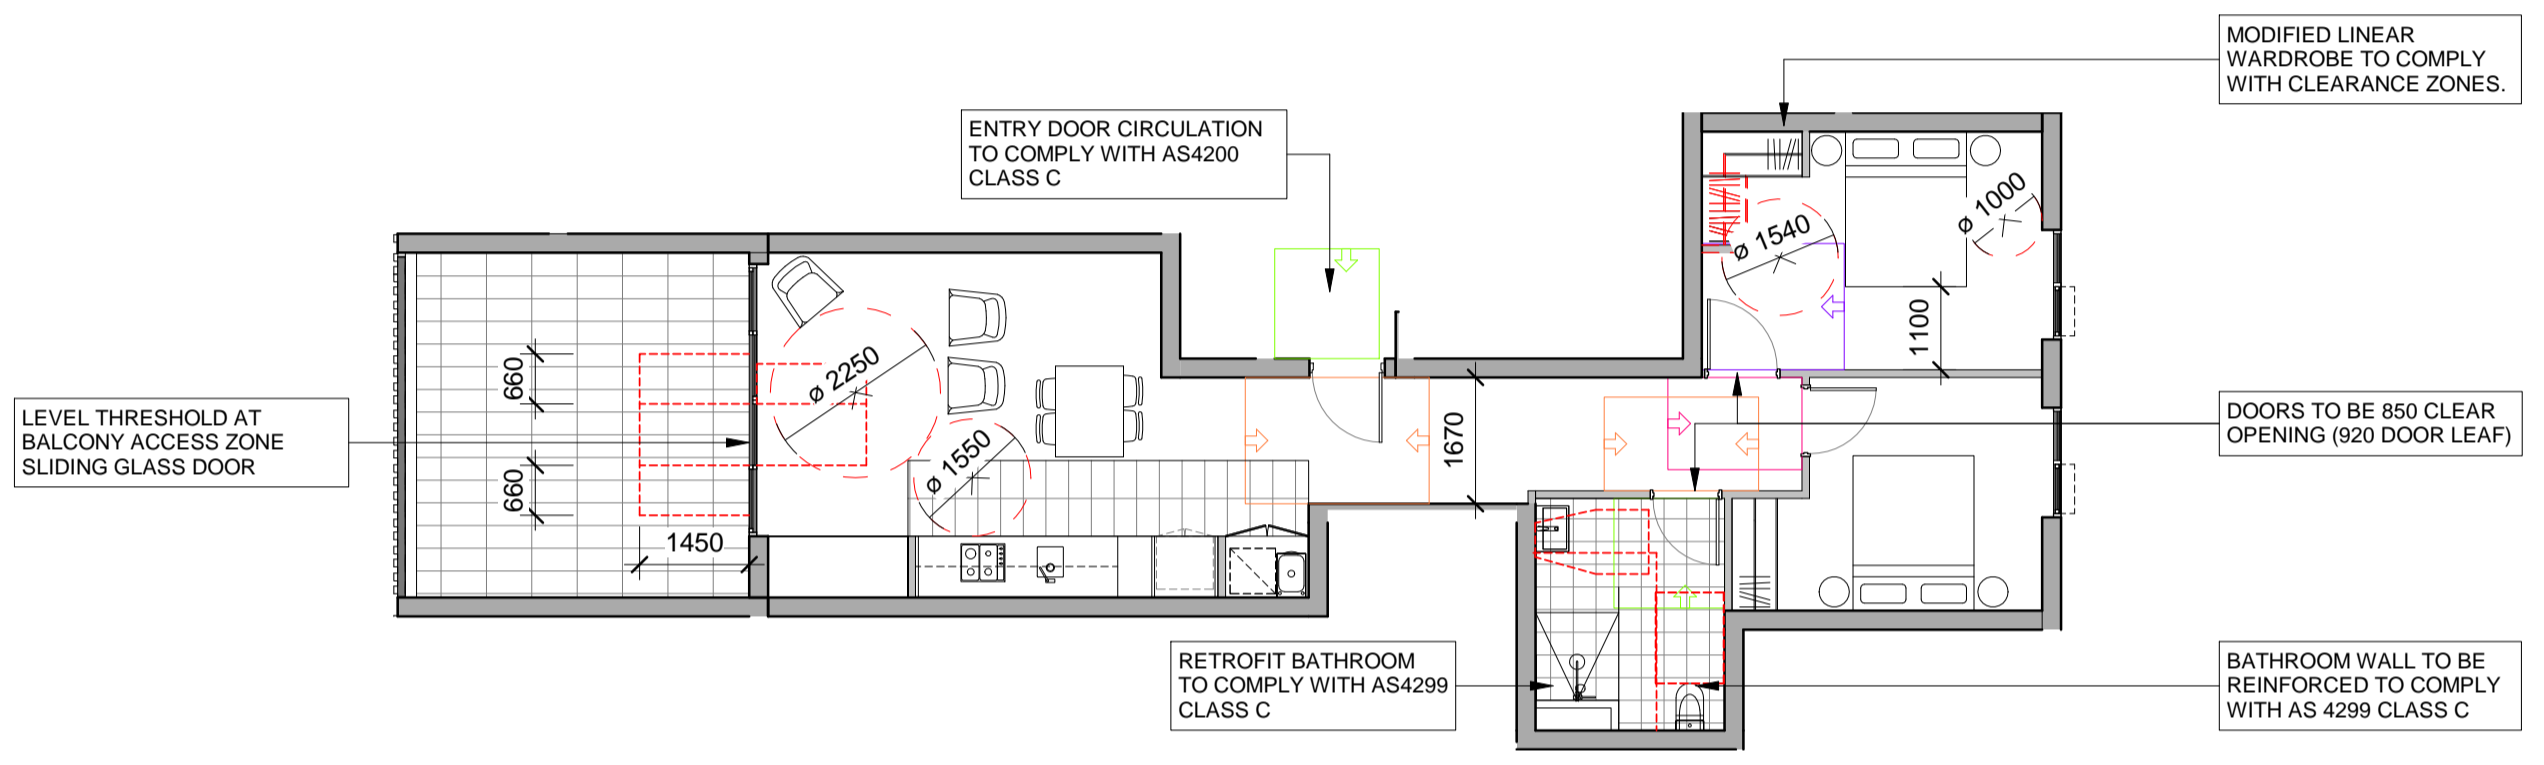 MODIFIED LINEAR
WARDROBE TO COMPLY
WITH CLEARANCE ZONES.
ENTRY DOOR CIRCULATION
TO COMPLY WITH AS4200
CLASS C
ø 1000
ø 1540
1100
ø 2250
660
1670
ø 1550
660
1450
LEVEL THRESHOLD AT
BALCONY ACCESS ZONE
SLIDING GLASS DOOR
DOORS TO BE 850 CLEAR
OPENING (920 DOOR LEAF)
RETROFIT BATHROOM
TO COMPLY WITH AS4299
CLASS C
BATHROOM WALL TO BE
REINFORCED TO COMPLY
WITH AS 4299 CLASS C